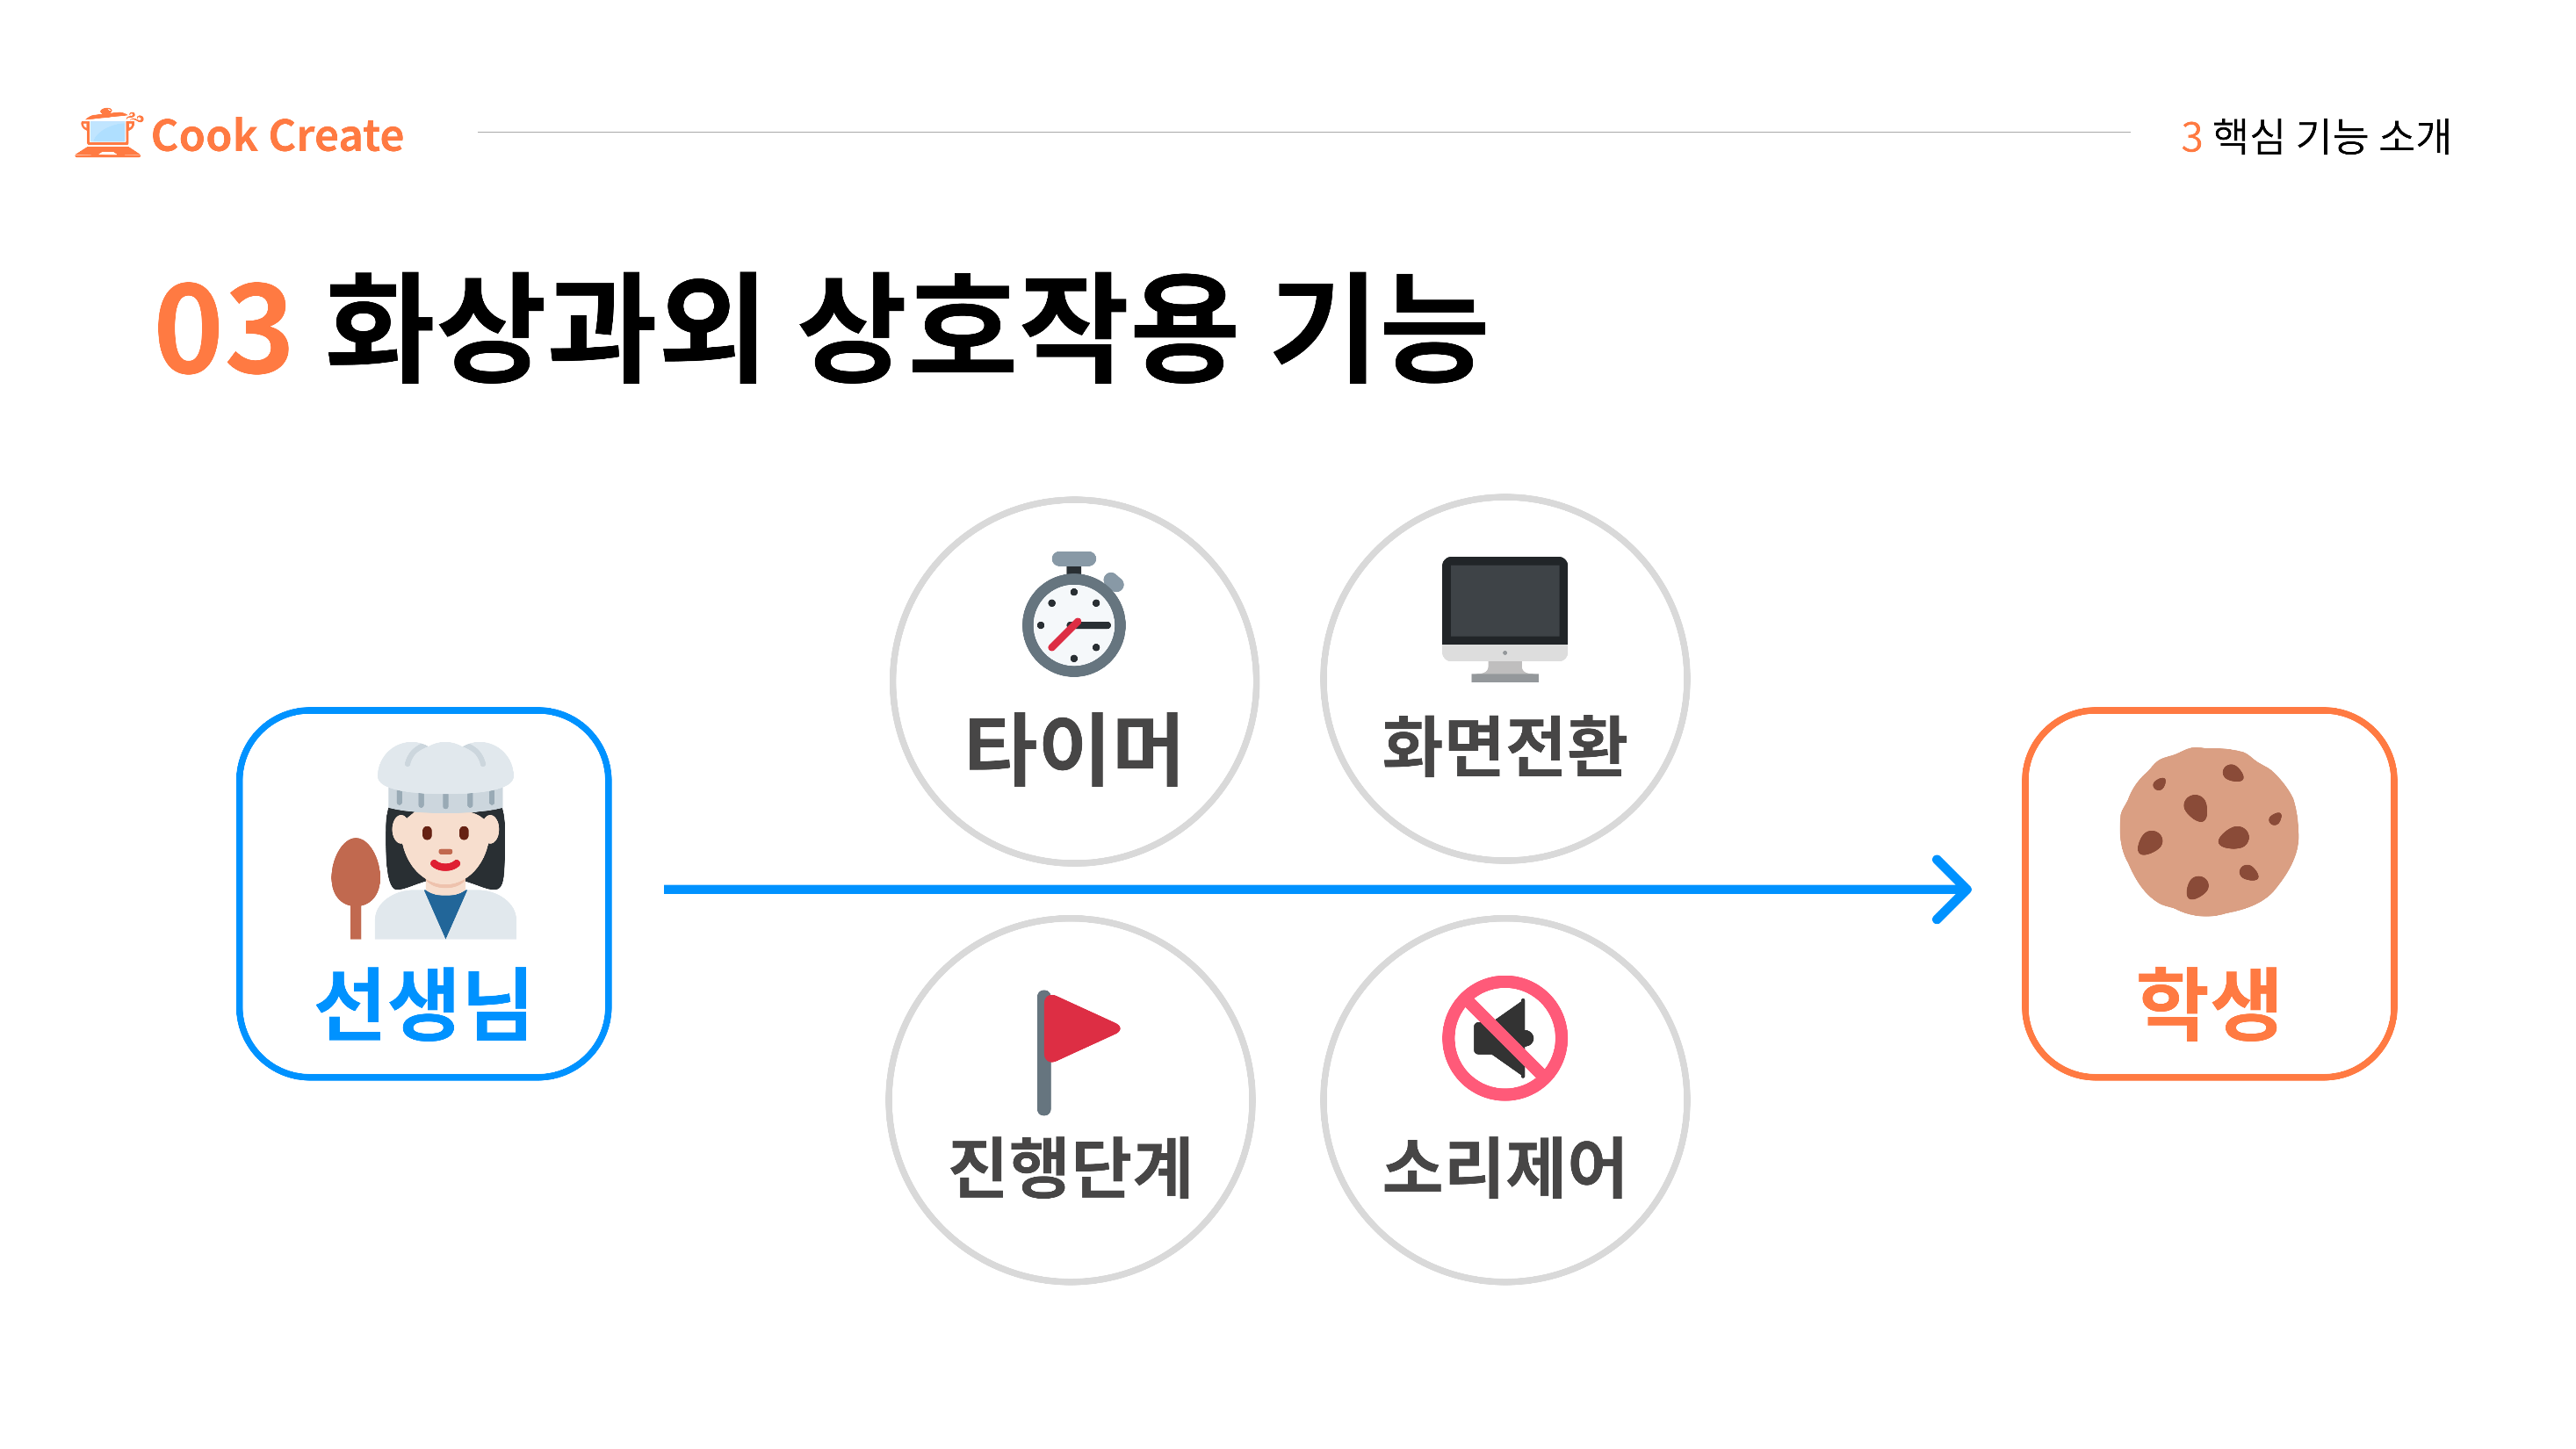 Cook Create
3 핵심 기능 소개
03 화상과외 상호작용 기능
타이머
화면전환
선생님
학생
진행단계
소리제어